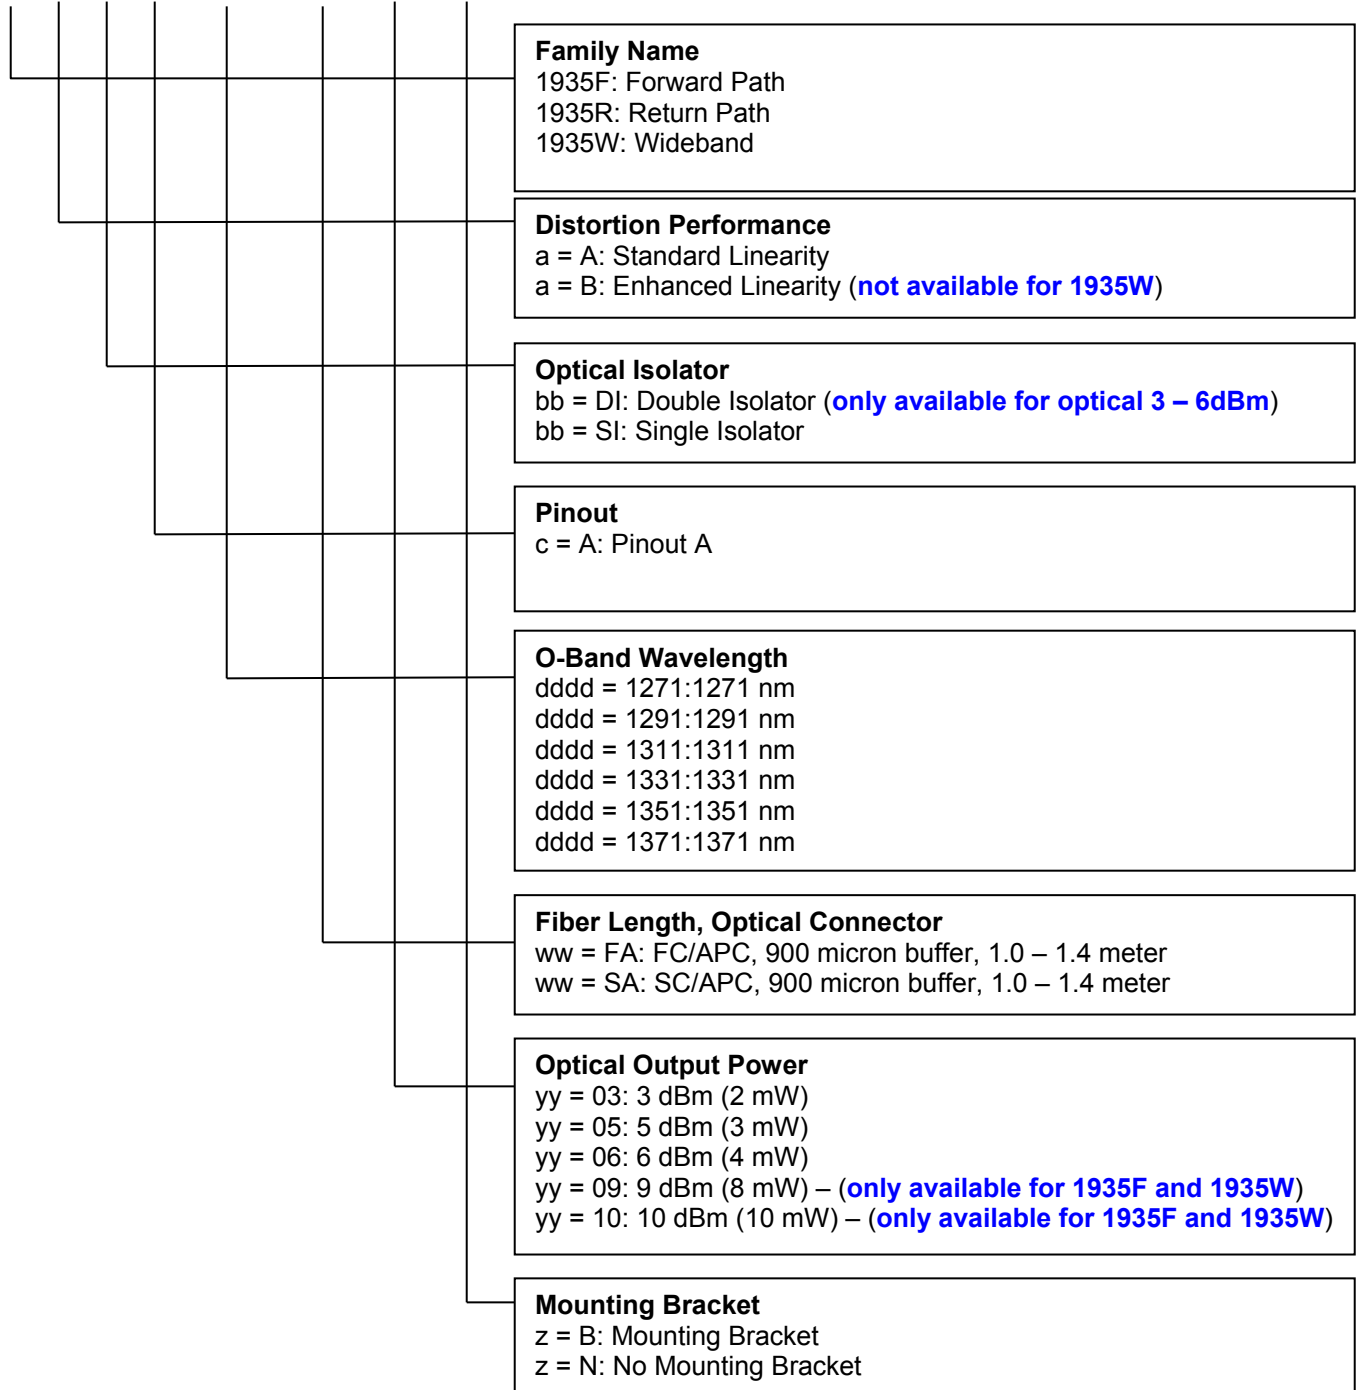 Family Name
1935F: Forward Path
1935R: Return Path
1935W: Wideband
Distortion Performance
a = A: Standard Linearity
a = B: Enhanced Linearity (not available for 1935W)
Optical Isolator
bb = DI: Double Isolator (only available for optical 3 – 6dBm)
bb = SI: Single Isolator
Pinout
c = A: Pinout A
O-Band Wavelength
dddd = 1271:1271 nm
dddd = 1291:1291 nm
dddd = 1311:1311 nm
dddd = 1331:1331 nm
dddd = 1351:1351 nm
dddd = 1371:1371 nm
Fiber Length, Optical Connector
ww = FA: FC/APC, 900 micron buffer, 1.0 – 1.4 meter
ww = SA: SC/APC, 900 micron buffer, 1.0 – 1.4 meter
Optical Output Power
yy = 03: 3 dBm (2 mW)
yy = 05: 5 dBm (3 mW)
yy = 06: 6 dBm (4 mW)
yy = 09: 9 dBm (8 mW) – (only available for 1935F and 1935W)
yy = 10: 10 dBm (10 mW) – (only available for 1935F and 1935W)
Mounting Bracket
z = B: Mounting Bracket
z = N: No Mounting Bracket